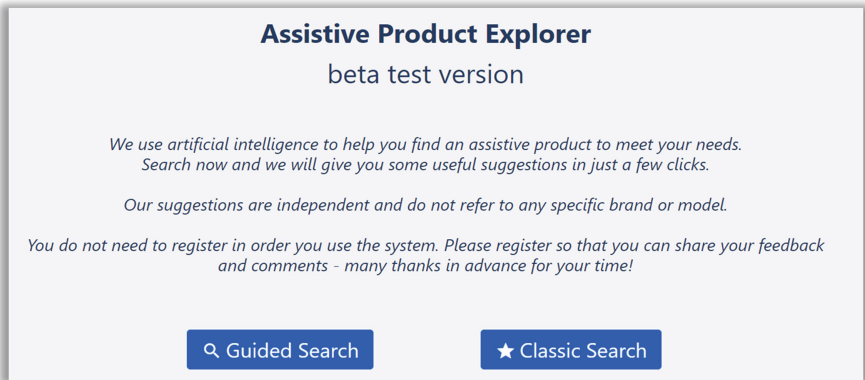 Assistive Product Explorer
beta test version
We use artificial intelligence to help you find an assistive product to meet your needs.
Search now and we will give you some useful suggestions in just a few clicks.
Our suggestions are independent and do not refer to any specific brand or model.
You do not need to register in order you use the system. Please register so that you can share your feedback
and comments - many thanks in advance for your time!
Guided Search
Classic Search